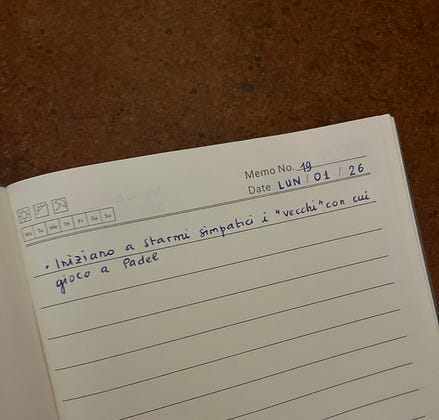 Memo No. 19
Date LUN / 01 / 26
Mo Tu We Th Fr Sa Su
• Iniziano a starmi simpatici i "vecchi" con cui
gioco a Padel